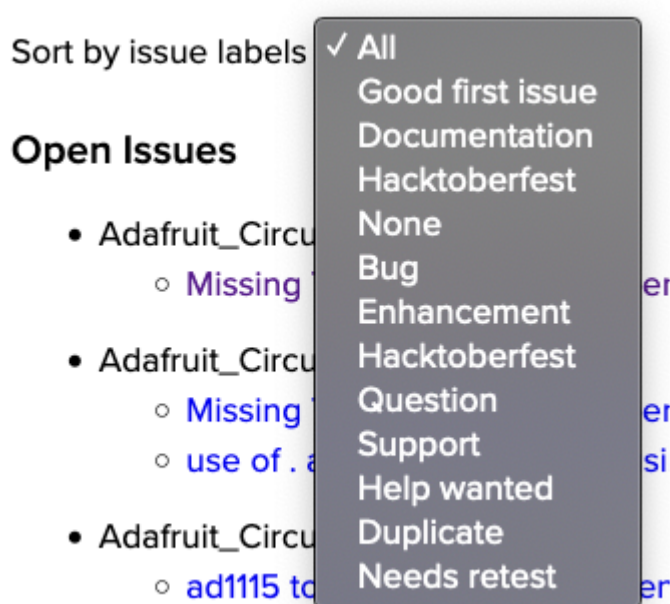 Sort by issue labels ✓ All
Good first issue
Documentation
Open Issues
Hacktoberfest
Adafruit_Circu
None
Bug
Missing
Enhancement
Adafruit_Circu
Hacktoberfest
Missing
Question
use of .
Support
Help wanted
Adafruit_Circu
Duplicate
ad1115
Needs retest